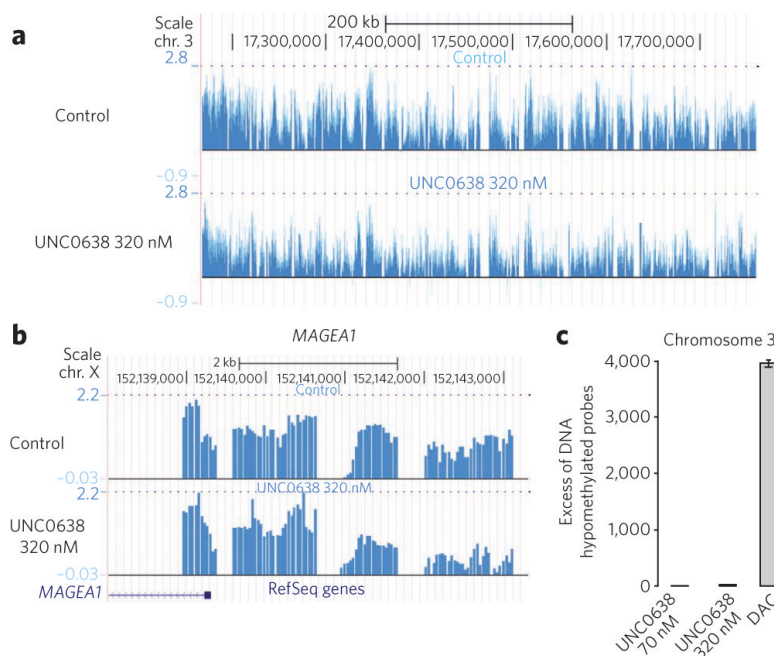 a
Scale
chr. 3
200 kb
17,300,000
17,400,000
17,500,000
17,600,000
17,700,000
2.8
Control
Control
–0.9
2.8
UNC0638 320 nM
UNC0638 320 nM
–0.9
b
MAGEA1
Scale
chr. X
2 kb
152,139,000
152,140,000
152,141,000
152,142,000
152,143,000
2.2
Control
Control
–0.03
2.2
UNC0638 320 nM
UNC0638
320 nM
–0.03
MAGEA1
RefSeq genes
c
Chromosome 3
Excess of DNA
hypomethylated probes
4,000
3,000
2,000
1,000
0
UNC0638
70 nM
UNC0638
320 nM
DAC